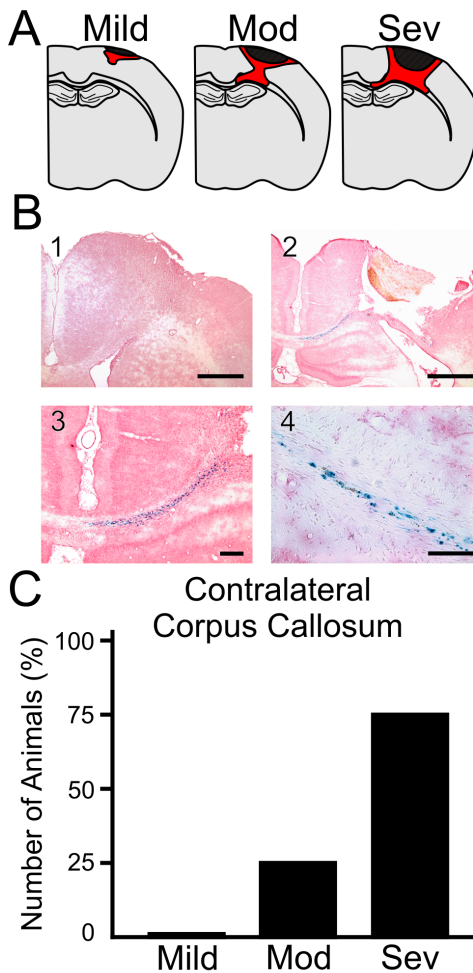 A
Mild Mod Sev
B
1
2
3
4
C
Contralateral
Corpus Callosum
Number of Animals (%)
100
75
50
25
0
Mild Mod Sev